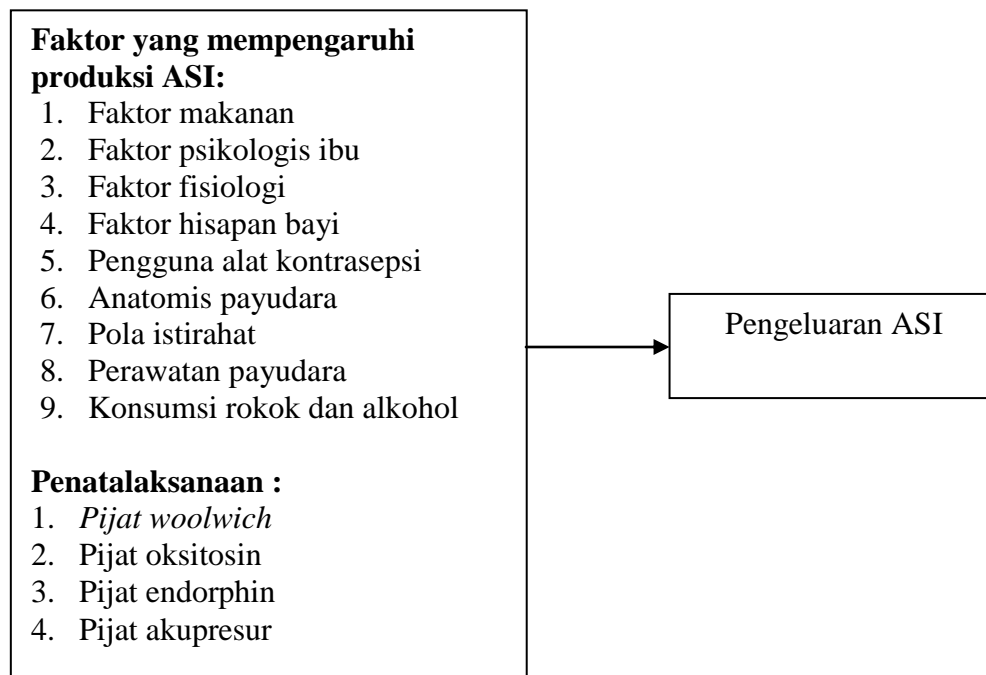 Faktor yang mempengaruhi
produksi ASI:
1. Faktor makanan
2. Faktor psikologis ibu
3. Faktor fisiologi
4. Faktor hisapan bayi
5. Pengguna alat kontrasepsi
6. Anatomis payudara
7. Pola istirahat
8. Perawatan payudara
9. Konsumsi rokok dan alkohol
Penatalaksanaan :
1. Pijat woolwich
2. Pijat oksitosin
3. Pijat endorphin
4. Pijat akupresur
Pengeluaran ASI